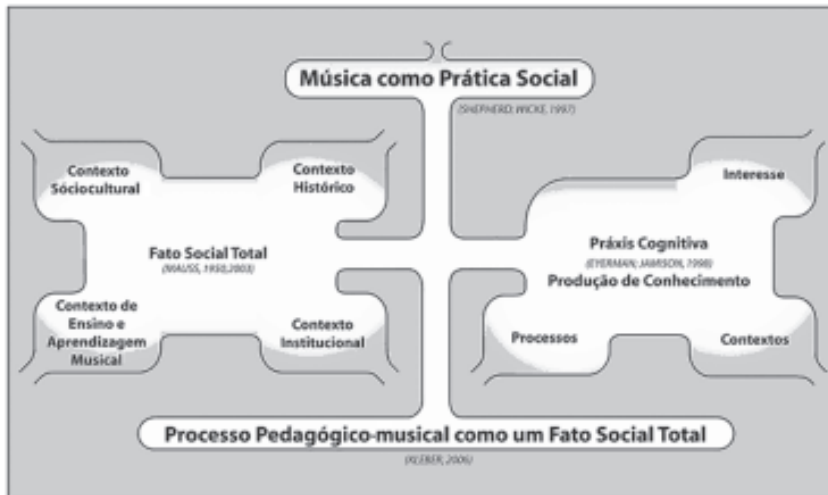 Música como Prática Social
(SHEPHERD; WICKE, 1997)
Contexto
Sóciocultural
Contexto
Histórico
Fato Social Total
(MAUSS, 1950;2003)
Contexto de
Ensino e
Aprendizagem
Musical
Contexto
Institucional
Interesse
Práxis Cognitiva
(EYERMAN; JAMISON, 1998)
Produção de Conhecimento
Processos
Contextos
Processo Pedagógico-musical como um Fato Social Total
(KLEBER, 2006)